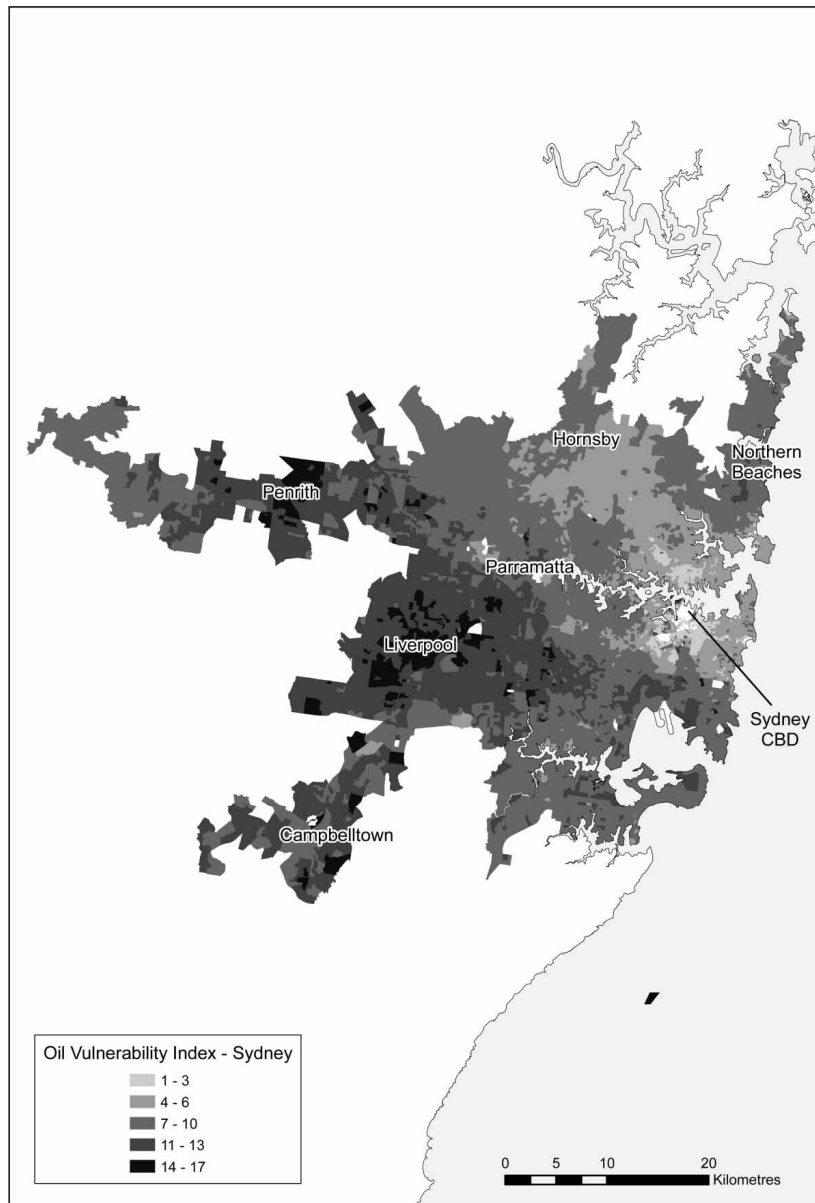 Hornsby
Northern
Beaches
Penrith
Parramatta
Liverpool
Sydney
CBD
Campbelltown
Oil Vulnerability Index - Sydney
1 - 3
4 - 6
7 - 10
11 - 13
14 - 17
0 5 10 20
Kilometres